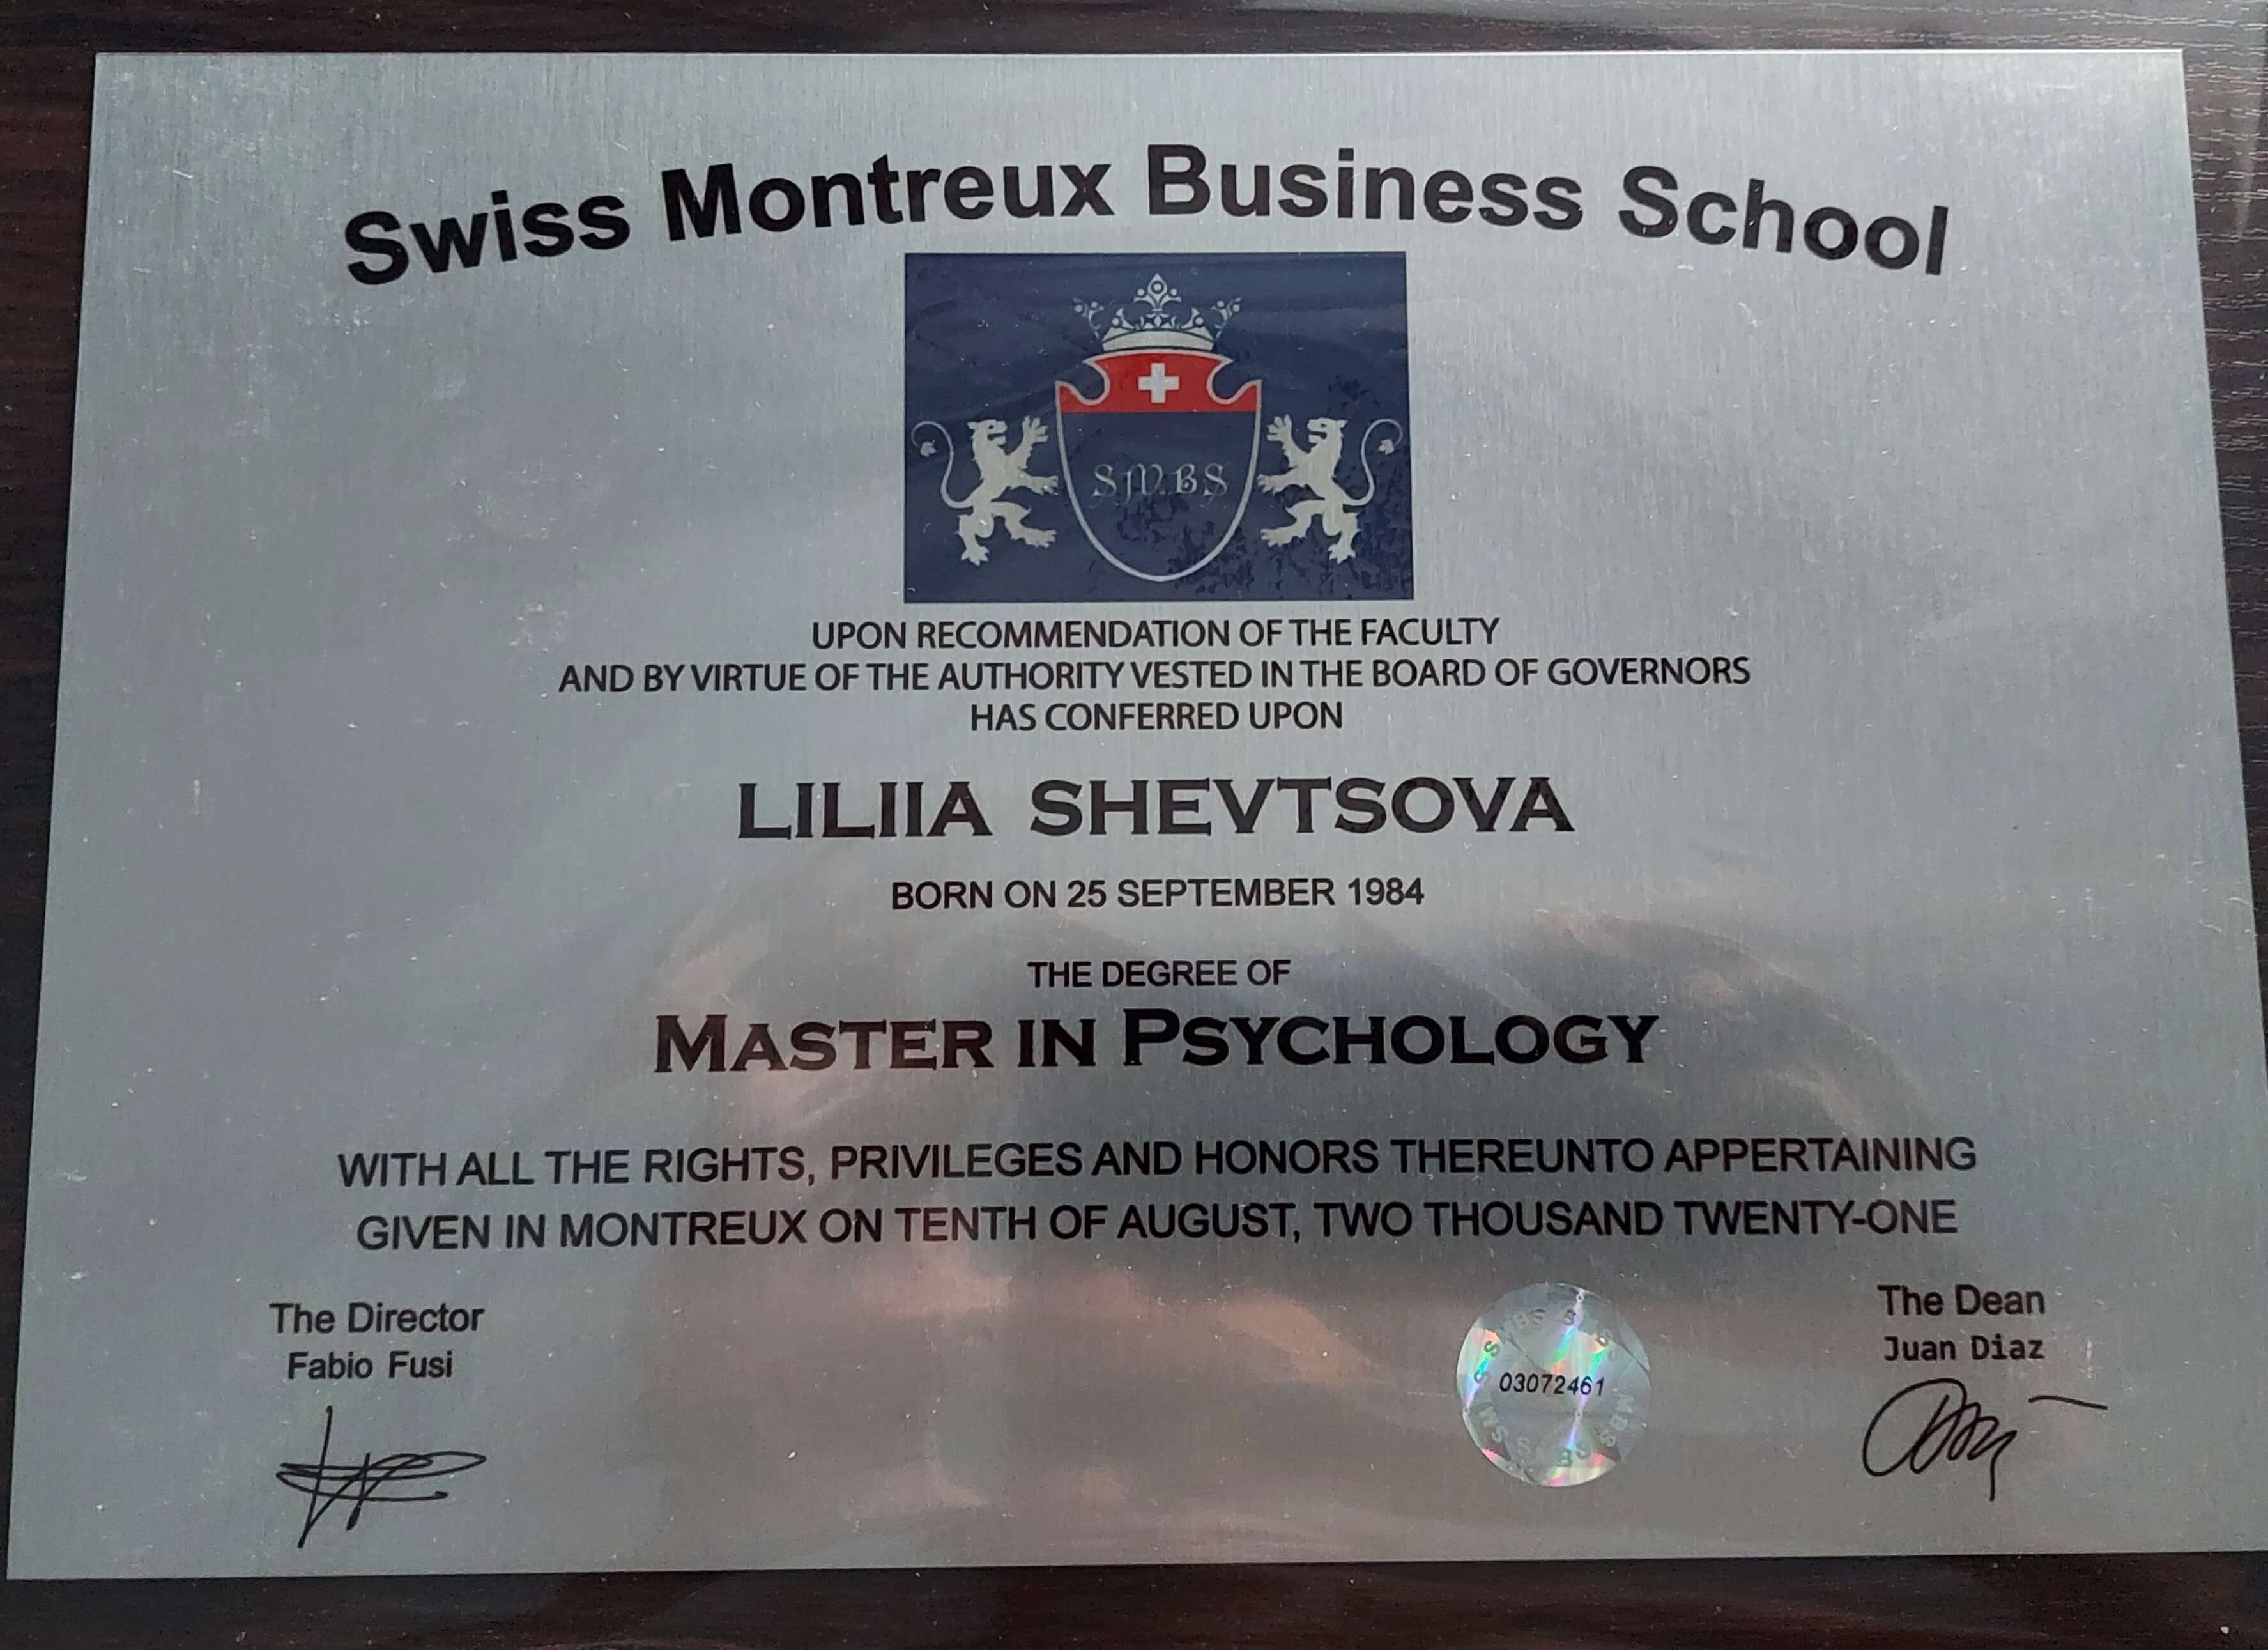 Swiss Montreux Business School
SMBS
UPON RECOMMENDATION OF THE FACULTY
AND BY VIRTUE OF THE AUTHORITY VESTED IN THE BOARD OF GOVERNORS
HAS CONFERRED UPON
LILIIA SHEVTSOVA
BORN ON 25 SEPTEMBER 1984
THE DEGREE OF
MASTER IN PSYCHOLOGY
WITH ALL THE RIGHTS, PRIVILEGES AND HONORS THEREUNTO APPERTAINING
GIVEN IN MONTREUX ON TENTH OF AUGUST, TWO THOUSAND TWENTY-ONE
The Director
Fabio Fusi
03072461
The Dean
Juan Diaz